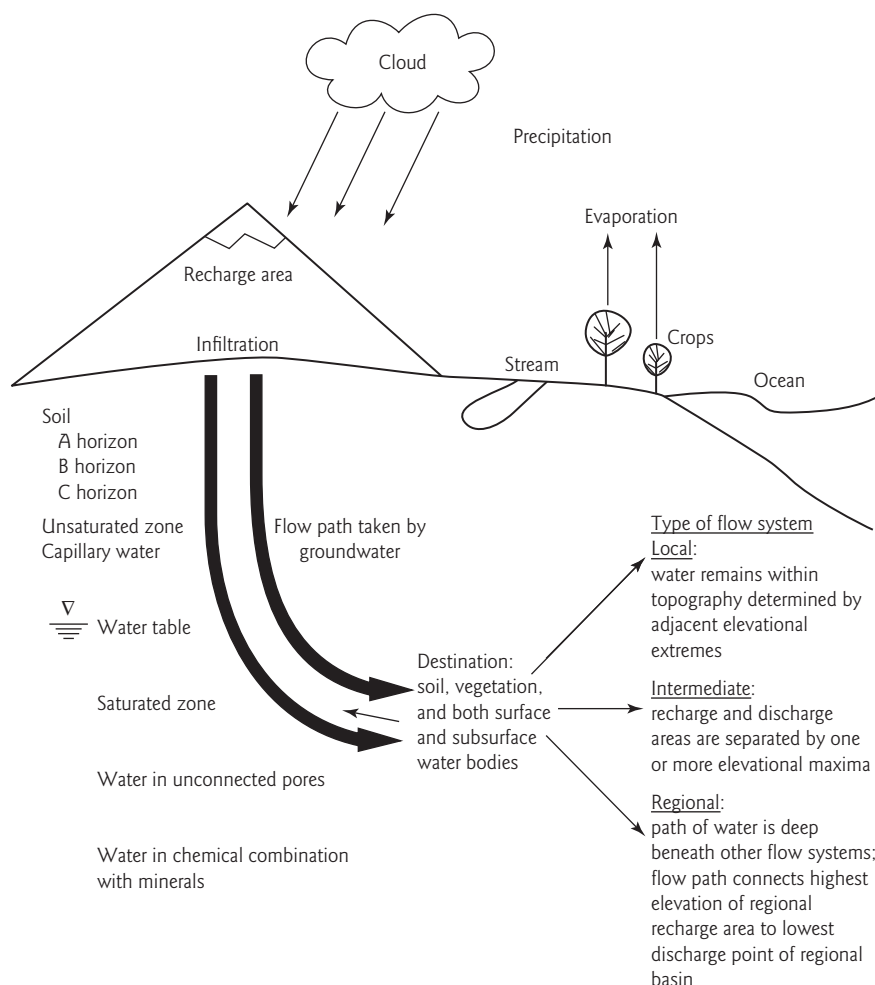 Cloud
Precipitation
Evaporation
Recharge area
Infiltration
Crops
Stream
Ocean
Soil
A horizon
B horizon
C horizon
Unsaturated zone
Capillary water
Flow path taken by
groundwater
Water table
Saturated zone
Water in unconnected pores
Water in chemical combination
with minerals
Destination:
soil, vegetation,
and both surface
and subsurface
water bodies
Type of flow system
Local:
water remains within
topography determined by
adjacent elevational
extremes
Intermediate:
recharge and discharge
areas are separated by one
or more elevational maxima
Regional:
path of water is deep
beneath other flow systems;
flow path connects highest
elevation of regional
recharge area to lowest
discharge point of regional
basin